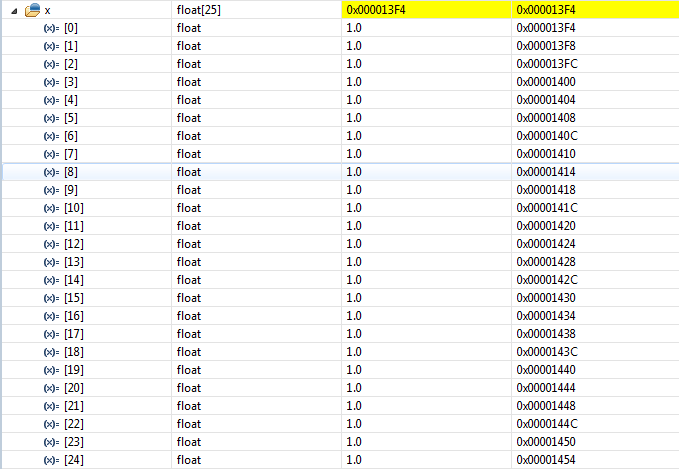 x float[25] 0x000013F4 0x000013F4
(x)= [0] float 1.0 0x000013F4
(x)= [1] float 1.0 0x000013F8
(x)= [2] float 1.0 0x000013FC
(x)= [3] float 1.0 0x00001400
(x)= [4] float 1.0 0x00001404
(x)= [5] float 1.0 0x00001408
(x)= [6] float 1.0 0x0000140C
(x)= [7] float 1.0 0x00001410
(x)= [8] float 1.0 0x00001414
(x)= [9] float 1.0 0x00001418
(x)= [10] float 1.0 0x0000141C
(x)= [11] float 1.0 0x00001420
(x)= [12] float 1.0 0x00001424
(x)= [13] float 1.0 0x00001428
(x)= [14] float 1.0 0x0000142C
(x)= [15] float 1.0 0x00001430
(x)= [16] float 1.0 0x00001434
(x)= [17] float 1.0 0x00001438
(x)= [18] float 1.0 0x0000143C
(x)= [19] float 1.0 0x00001440
(x)= [20] float 1.0 0x00001444
(x)= [21] float 1.0 0x00001448
(x)= [22] float 1.0 0x0000144C
(x)= [23] float 1.0 0x00001450
(x)= [24] float 1.0 0x00001454